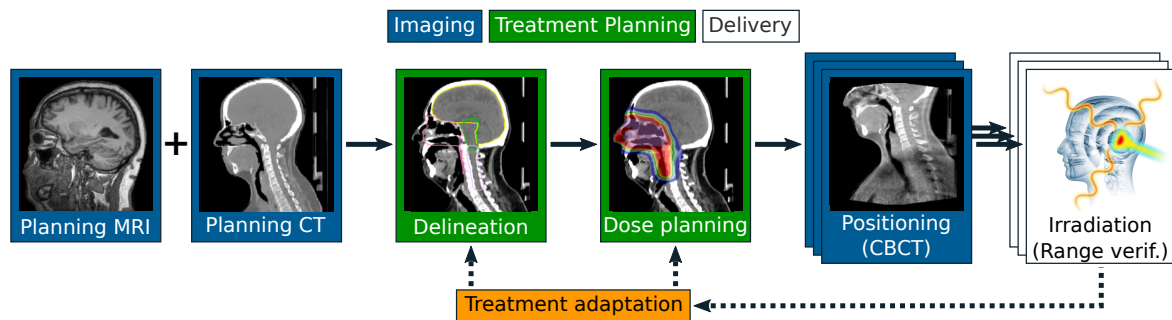 Imaging
Treatment Planning
Delivery
Planning MRI
+
Planning CT
Delineation
Dose planning
Positioning
(CBCT)
Irradiation
(Range verif.)
Treatment adaptation